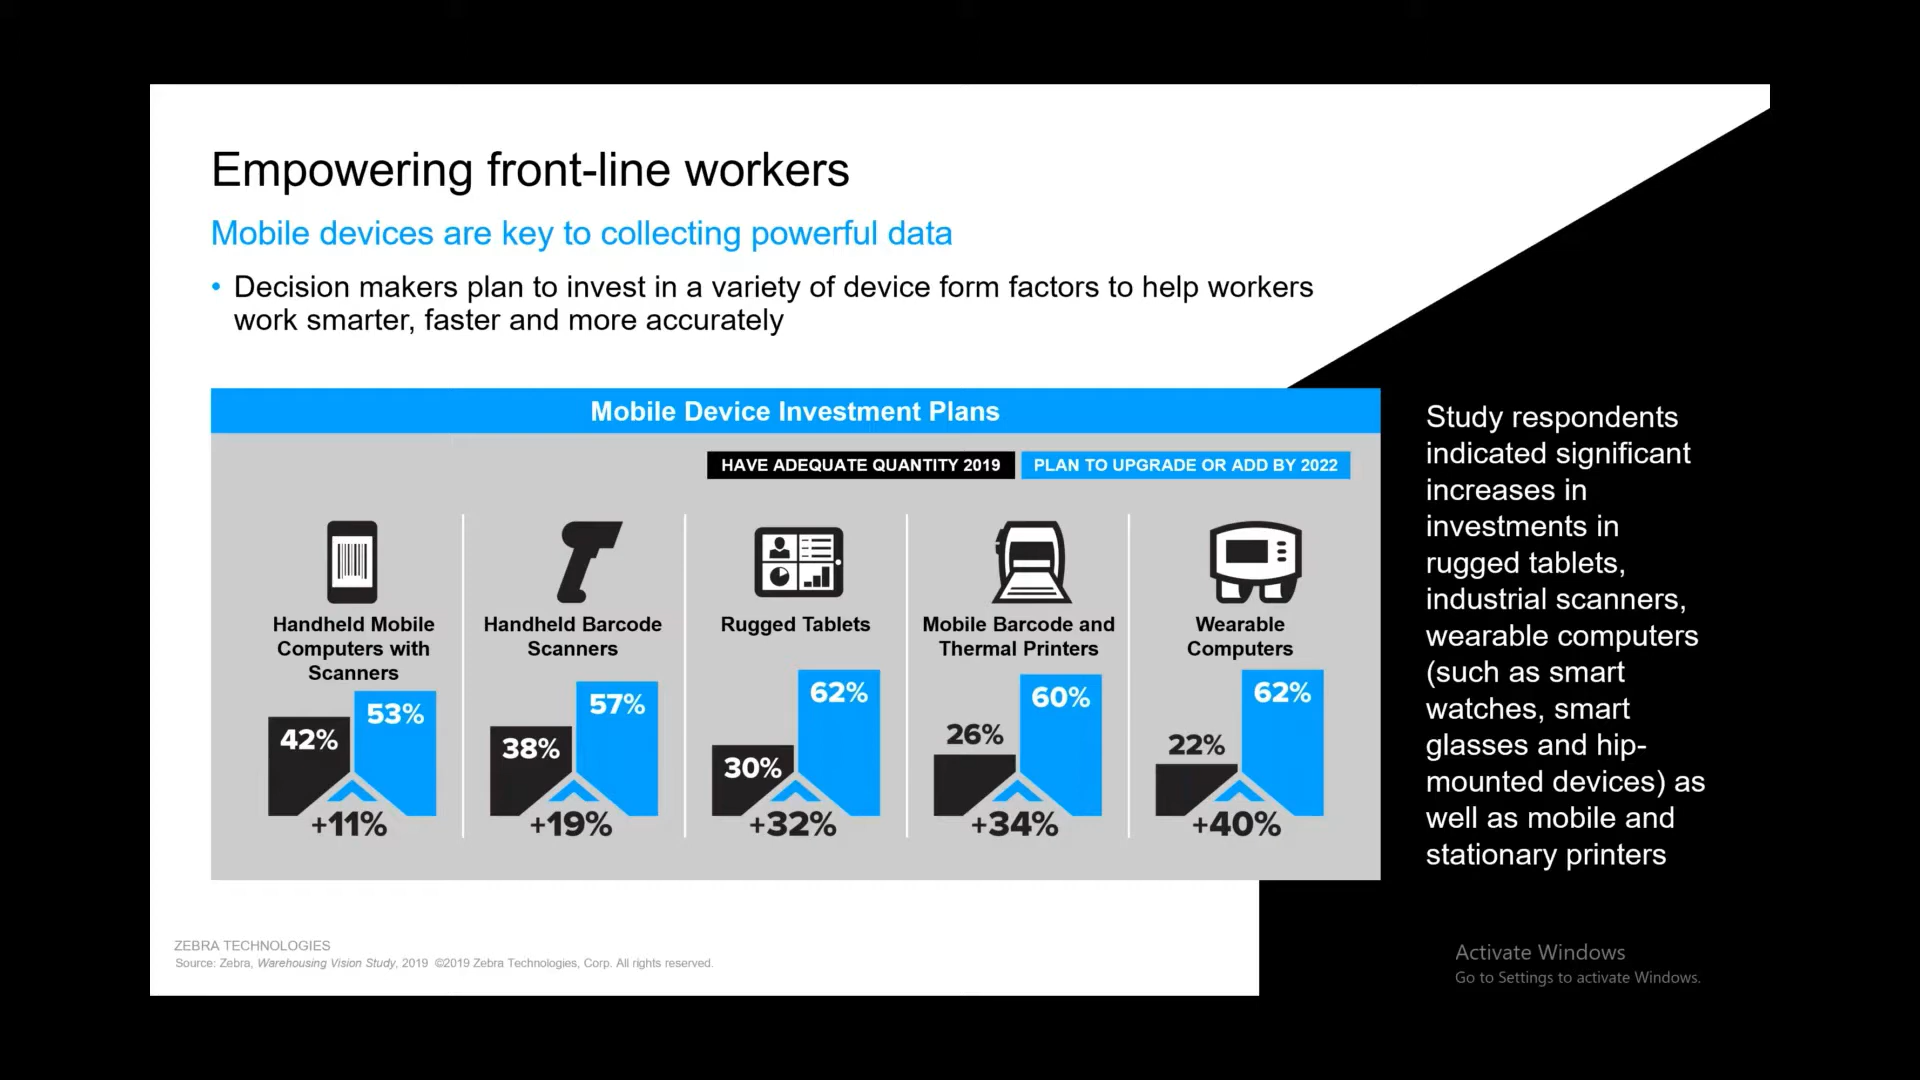 Empowering front-line workers
Mobile devices are key to collecting powerful data
• Decision makers plan to invest in a variety of device form factors to help workers
work smarter, faster and more accurately
Mobile Device Investment Plans
HAVE ADEQUATE QUANTITY 2019
PLAN TO UPGRADE OR ADD BY 2022
Handheld Mobile
Computers with
Scanners
42%
53%
+11%
Handheld Barcode
Scanners
38%
57%
+19%
Rugged Tablets
30%
62%
+32%
Mobile Barcode and
Thermal Printers
26%
60%
+34%
Wearable
Computers
22%
62%
+40%
Study respondents
indicated significant
increases in
investments in
rugged tablets,
industrial scanners,
wearable computers
(such as smart
watches, smart
glasses and hip-
mounted devices) as
well as mobile and
stationary printers
ZEBRA TECHNOLOGIES
Source: Zebra, Warehousing Vision Study, 2019 ©2019 Zebra Technologies, Corp. All rights reserved.
Activate Windows
Go to Settings to activate Windows.